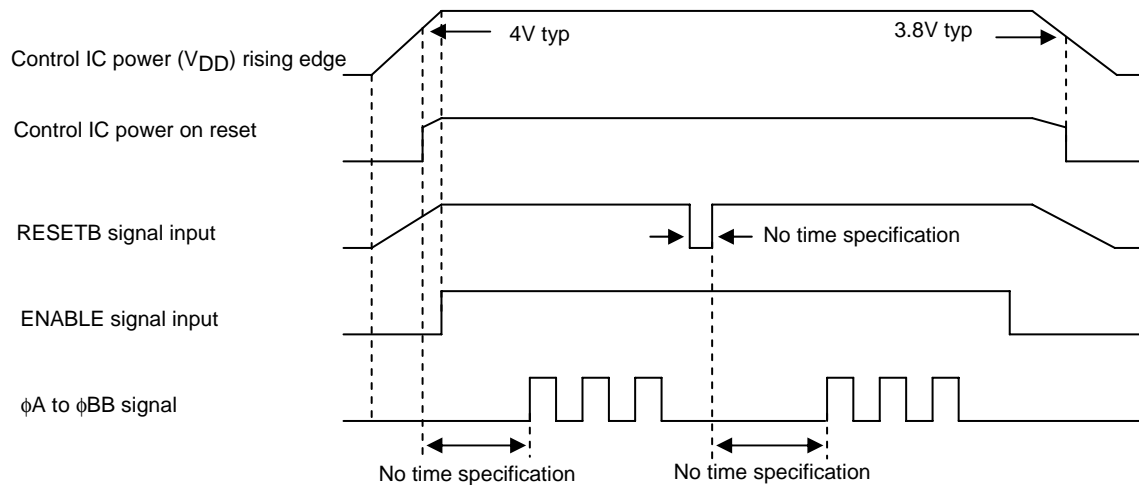 4V typ
3.8V typ
Control IC power (VDD) rising edge
Control IC power on reset
RESETB signal input
No time specification
ENABLE signal input
ϕA to ϕBB signal
No time specification
No time specification